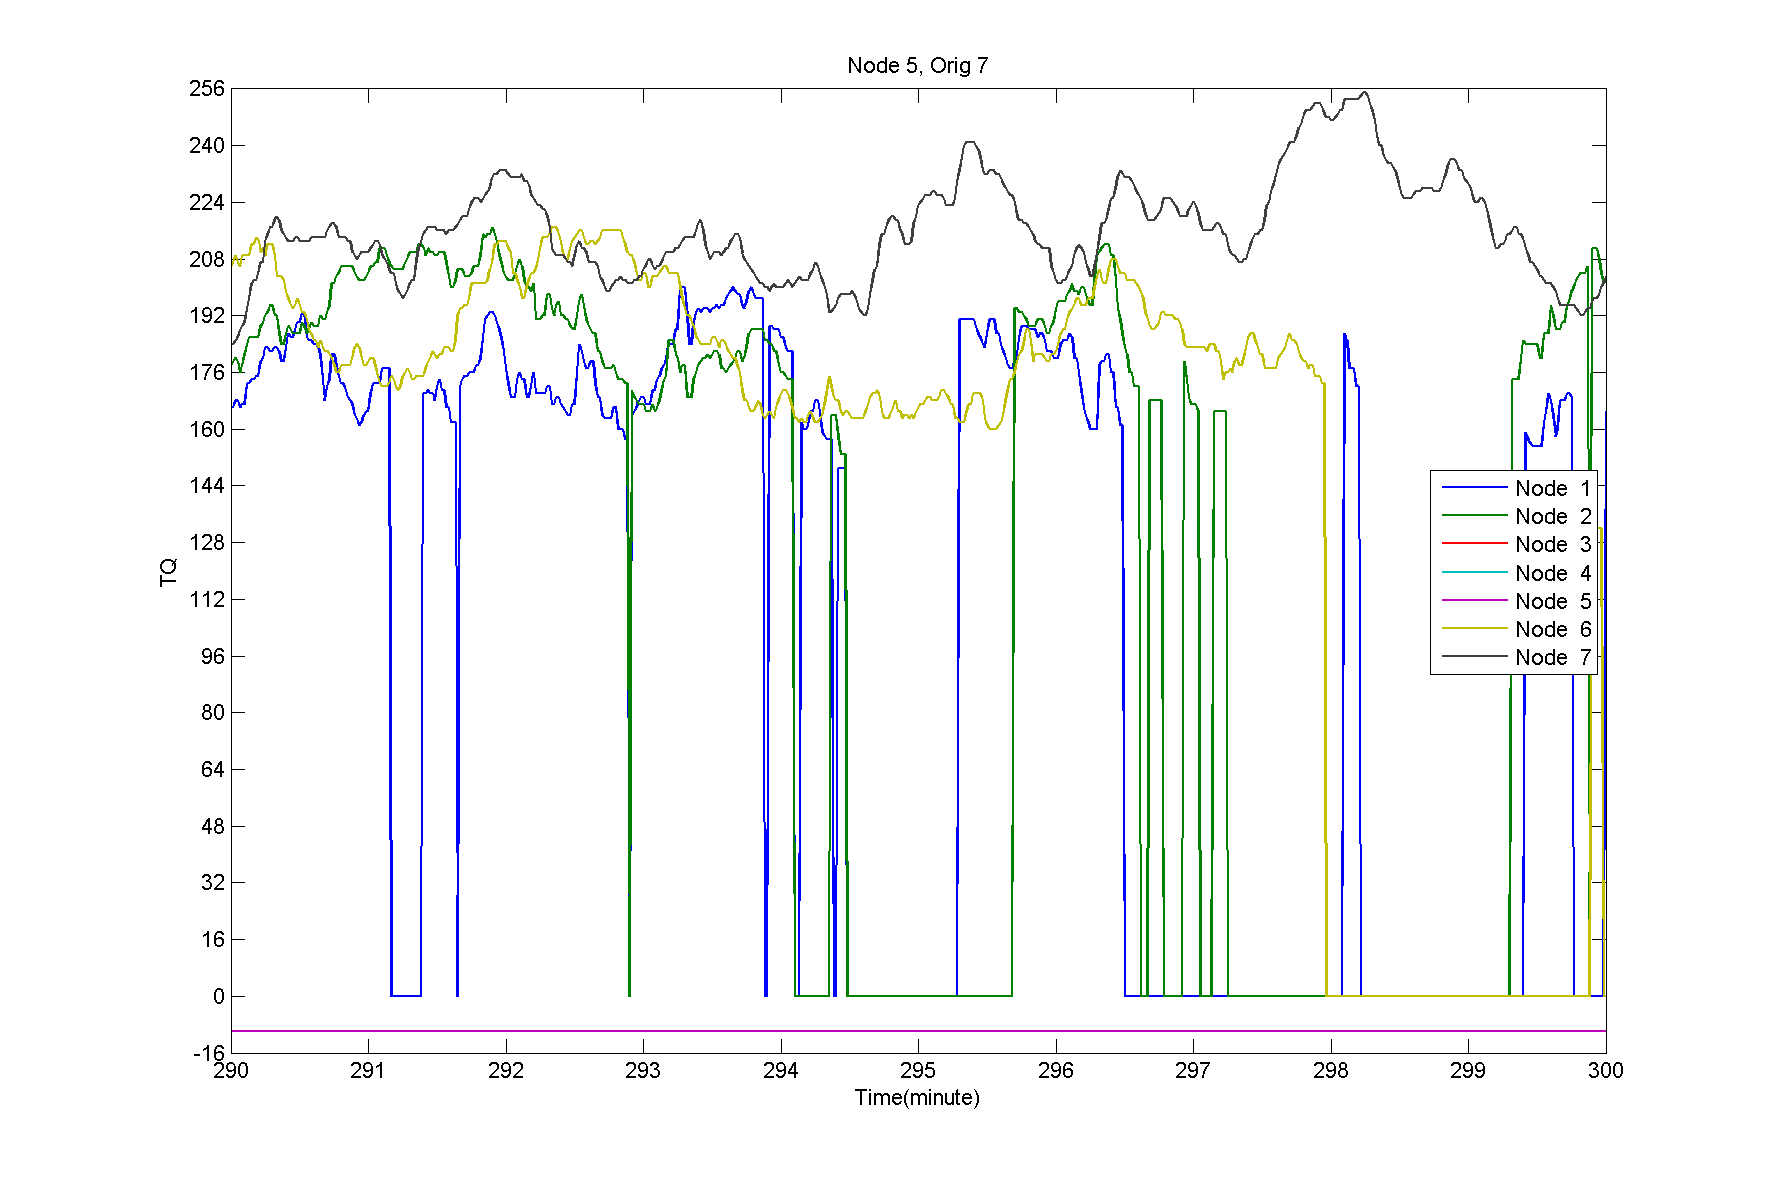 Node 5, Orig 7
256
240
224
208
192
176
160
144
128
112
96
80
64
48
32
16
0
-16
TQ
Node 1
Node 2
Node 3
Node 4
Node 5
Node 6
Node 7
290 291 292 293 294 295 296 297 298 299 300
Time(minute)